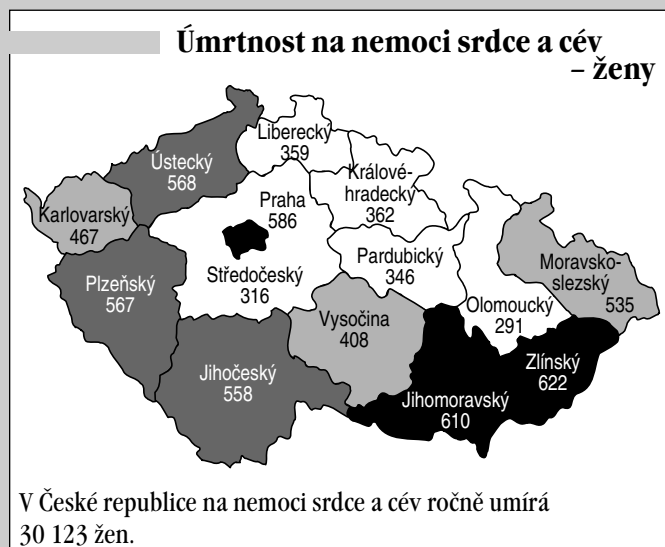 Úmrtnost na nemoci srdce a cév
– ženy
Liberecký
359
Ústecký
568
Králové-
hradecký
362
Praha
586
Karlovarský
467
Pardubický
346
Moravsko-
slezský
535
Středočeský
316
Plzeňský
567
Olomoucký
291
Vysočina
408
Zlínský
622
Jihočeský
558
Jihomoravský
610
V České republice na nemoci srdce a cév ročně umírá
30 123 žen.